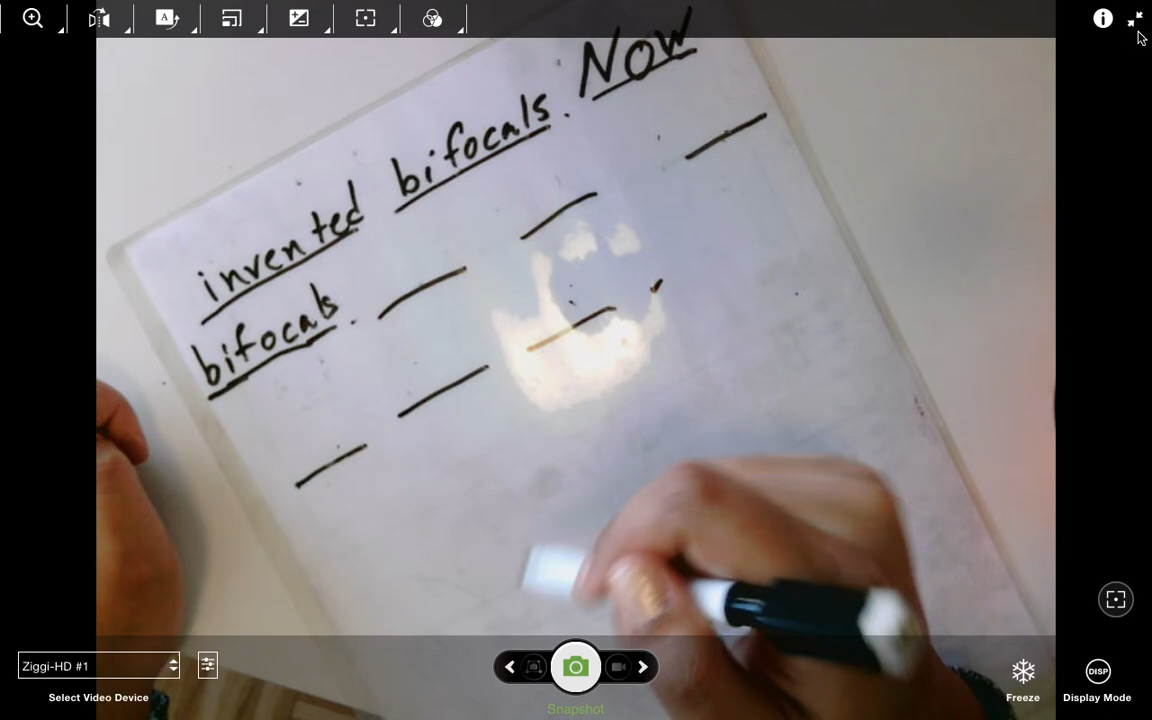 A
invented bifocals. Now
bifocals.
Ziggi-HD #1
Select Video Device
Snapshot
Freeze
DISP
Display Mode